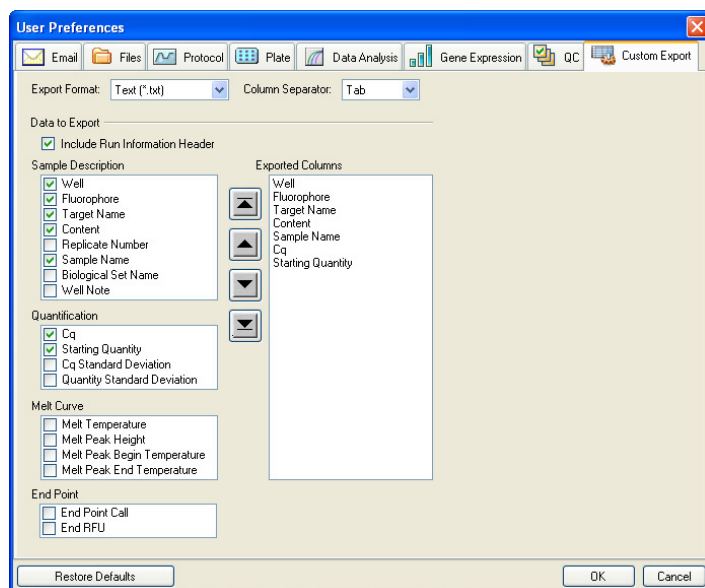 User Preferences
Email Files Protocol Plate Data Analysis Gene Expression QC Custom Export
Export Format: Text (*.txt) Column Separator: Tab
Data to Export
Include Run Information Header
Sample Description
Well
Fluorophore
Target Name
Content
Replicate Number
Sample Name
Biological Set Name
Well Note
Quantification
Cq
Starting Quantity
Cq Standard Deviation
Quantity Standard Deviation
Melt Curve
Melt Temperature
Melt Peak Height
Melt Peak Begin Temperature
Melt Peak End Temperature
End Point
End Point Call
End RFU
Exported Columns
Well
Fluorophore
Target Name
Content
Sample Name
Cq
Starting Quantity
Restore Defaults OK Cancel